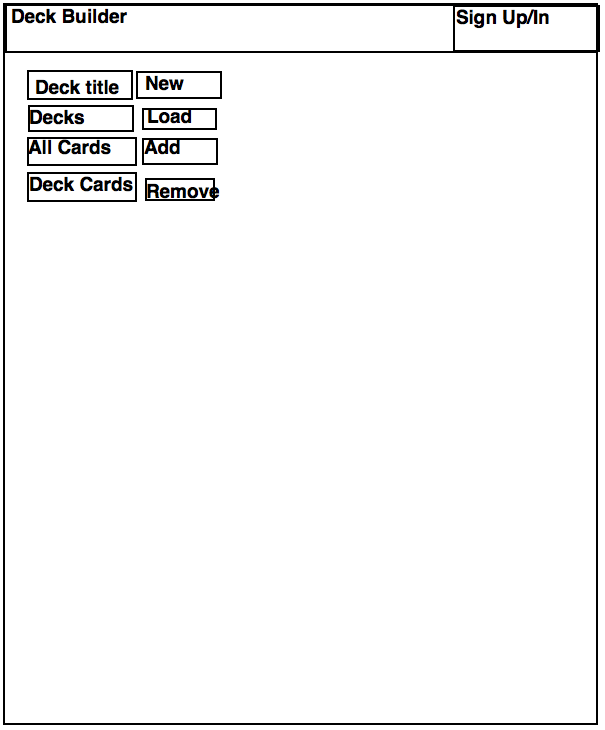 Deck Builder
Sign Up/In
Deck title
New
Decks
Load
All Cards
Add
Deck Cards
Remove